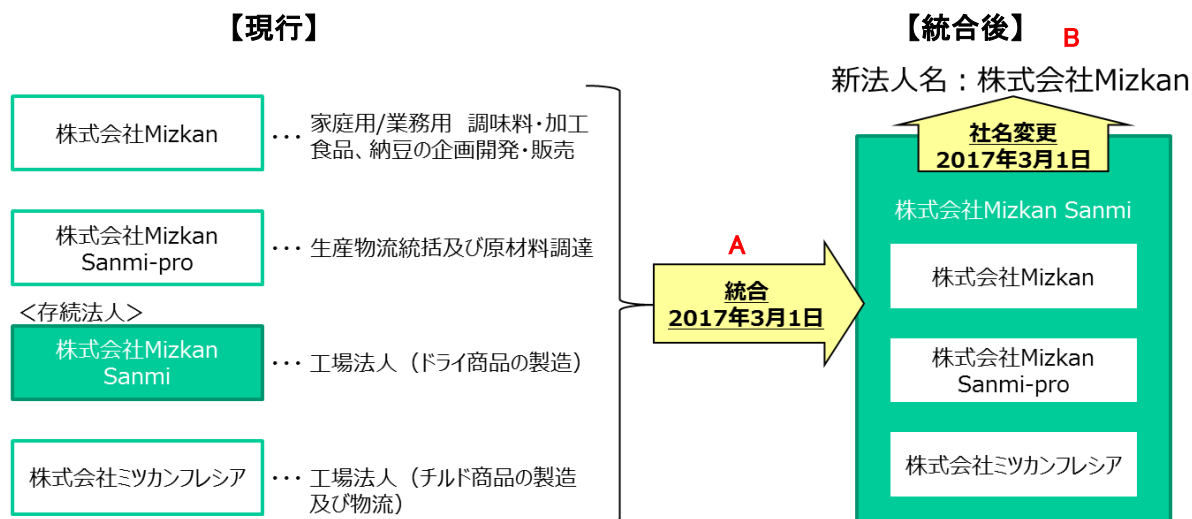 【現行】
株式会社Mizkan
・・・ 家庭用/業務用 調味料・加工
食品、納豆の企画開発・販売
株式会社Mizkan
Sanmi-pro
・・・ 生産物流統括及び原材料調達
＜存続法人＞
株式会社Mizkan
Sanmi
・・・ 工場法人（ドライ商品の製造）
株式会社ミツカンフレシア
・・・ 工場法人（チルド商品の製造
及び物流）
A
統合
2017年3月1日
【統合後】
B
新法人名：株式会社Mizkan
社名変更
2017年3月1日
株式会社Mizkan Sanmi
株式会社Mizkan
株式会社Mizkan
Sanmi-pro
株式会社ミツカンフレシア